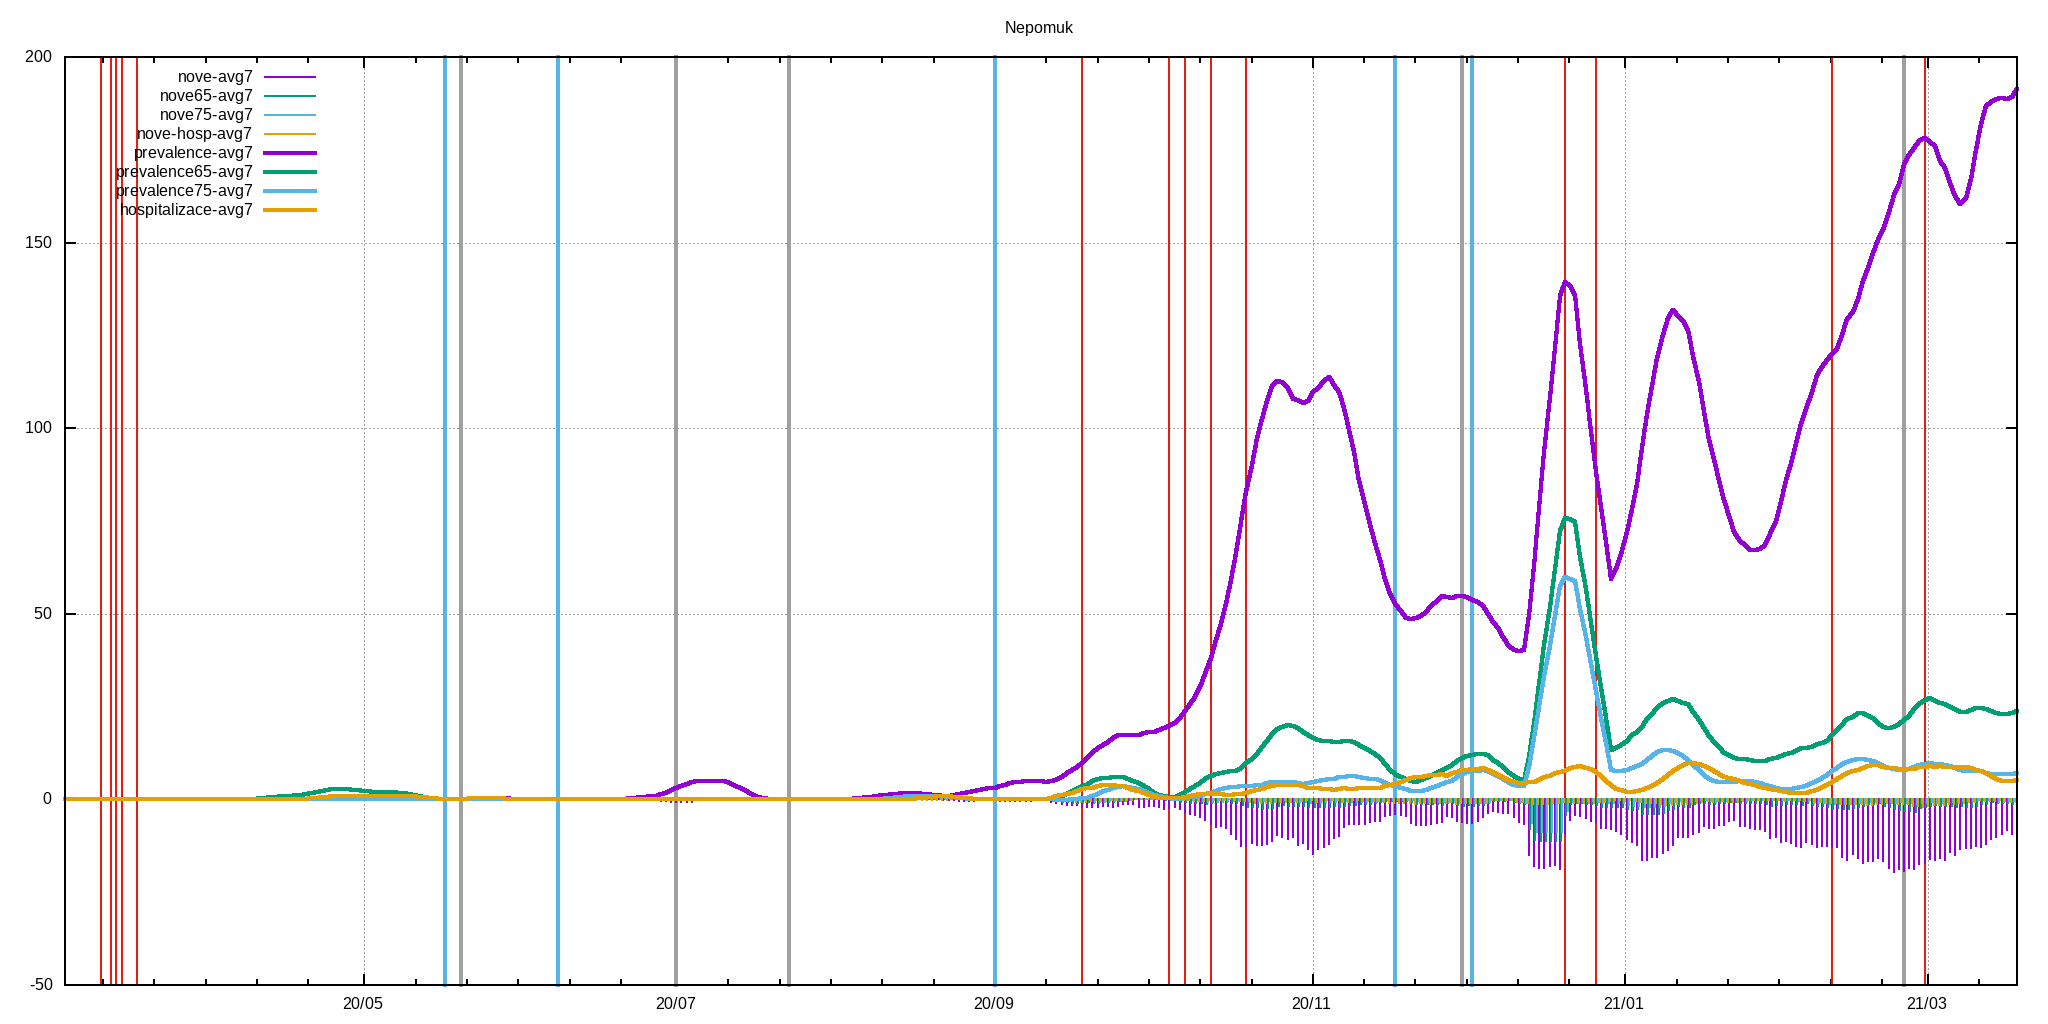 Nepomuk
200
150
100
50
0
-50
nove-avg7
nove65-avg7
nove75-avg7
nove-hosp-avg7
prevalence-avg7
prevalence65-avg7
prevalence75-avg7
hospitalizace-avg7
20/05
20/07
20/09
20/11
21/01
21/03